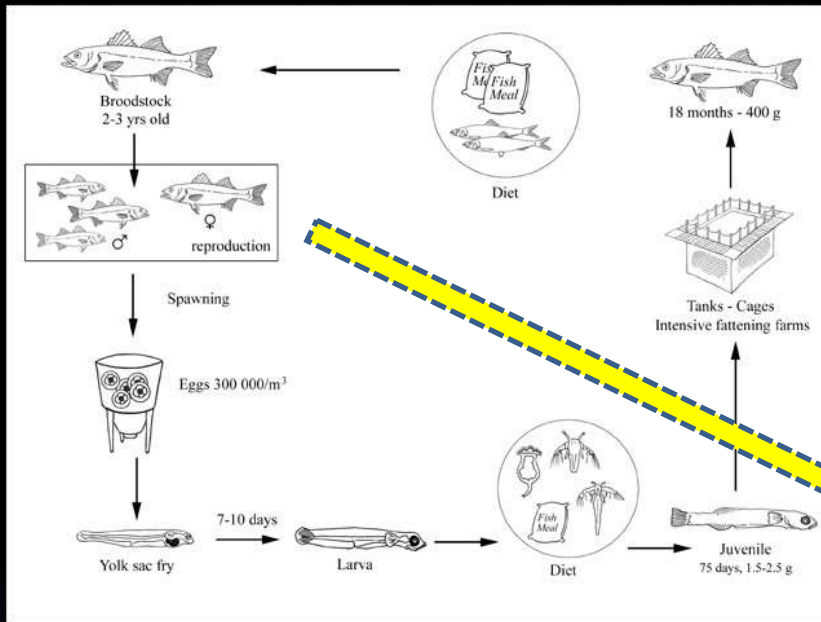 Broodstock
2-3 yrs old
Fish
Me
Fish
Meal
Diet
18 months - 400 g
♂
♀
reproduction
Spawning
Tanks - Cages
Intensive fattening farms
Eggs 300 000/m³
Fish
Meal
7-10 days
Yolk sac fry
Larva
Diet
Juvenile
75 days, 1.5-2.5 g